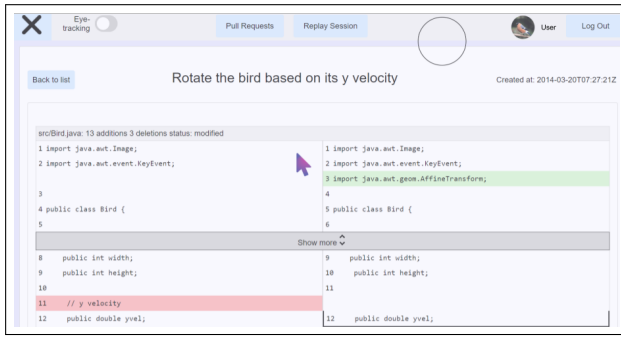 Eye-
tracking
Pull Requests
Replay Session
User
Log Out
Back to list
Rotate the bird based on its y velocity
Created at: 2014-03-20T07:27:21Z
src/Bird.java: 13 additions 3 deletions status: modified
1 import java.awt.Image;
1 import java.awt.Image;
2 import java.awt.event.KeyEvent;
2 import java.awt.event.KeyEvent;
3 import java.awt.geom.AffineTransform;
3
4
4 public class Bird {
5 public class Bird {
5
6
Show more
8 public int width;
9 public int width;
9 public int height;
10 public int height;
10
11
11 // y velocity
12 public double yvel;
12 public double yvel;